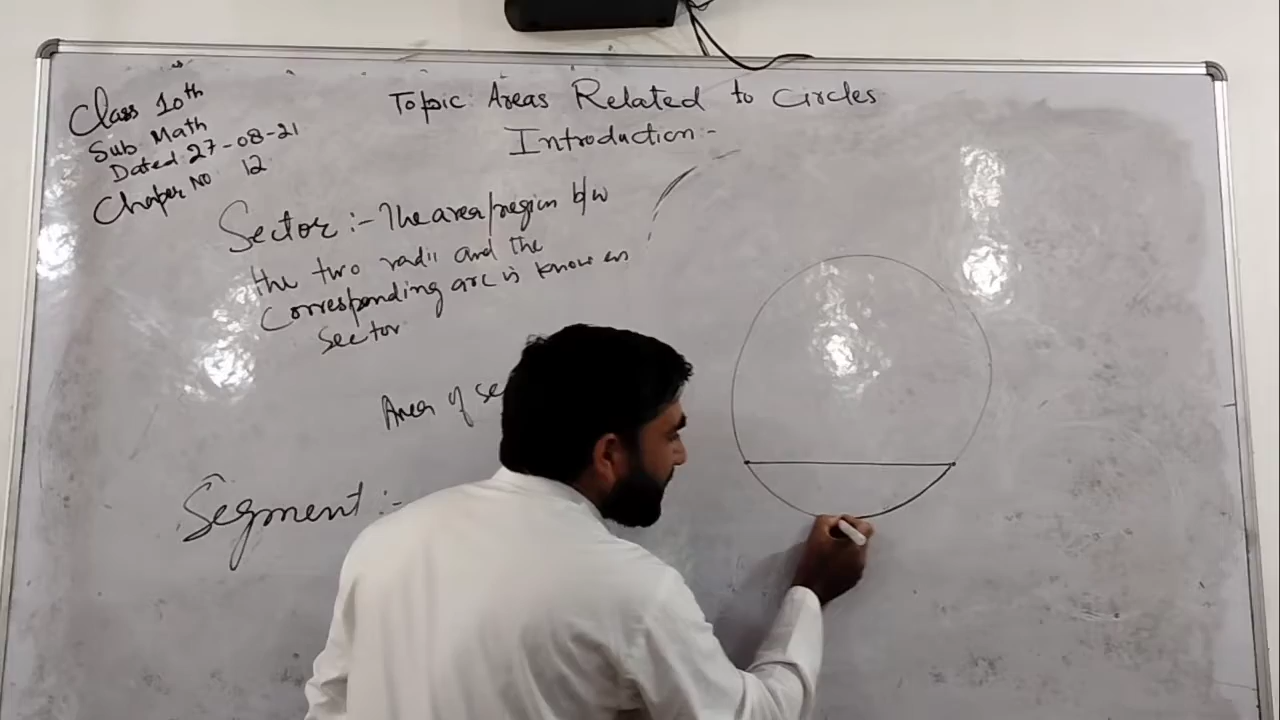 Class 10th
Sub Math
Dated 27-08-21
Chapter No 12
Topic: Areas Related to Circles
Introduction:-
Sector:- The area/region b/w
the two radii and the
Corresponding arc is know as
Sector
Area of se
Segment:-